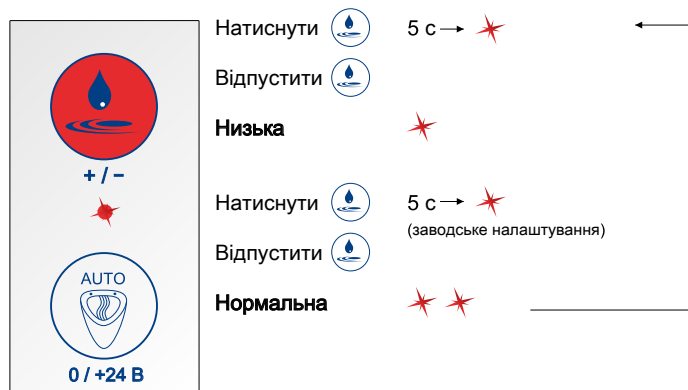 Натиснути 5 с
Відпустити
Низька
+ / −
Натиснути 5 с
(заводське налаштування)
Відпустити
AUTO
Нормальна
0 / +24 В